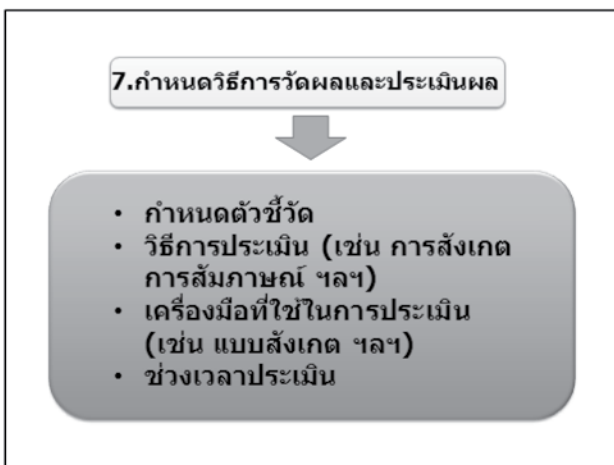 7.กำหนดวิธีการวัดผลและประเมินผล
• กำหนดตัวชี้วัด
• วิธีการประเมิน (เช่น การสังเกต
การสัมภาษณ์ ฯลฯ)
• เครื่องมือที่ใช้ในการประเมิน
(เช่น แบบสังเกต ฯลฯ)
• ช่วงเวลาประเมิน